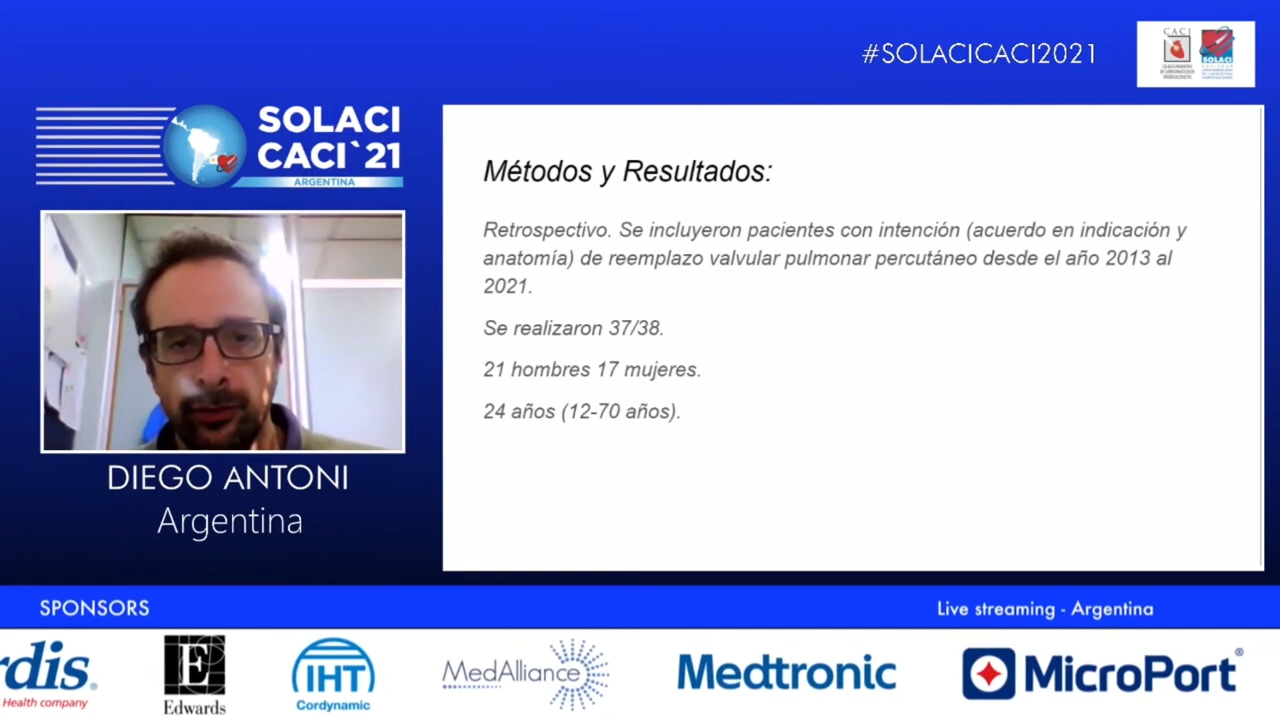 #SOLACICACI2021
CACI
SOLACI
SOLACI
CACI`21
ARGENTINA
Métodos y Resultados:
Retrospectivo. Se incluyeron pacientes con intención (acuerdo en indicación y
anatomía) de reemplazo valvular pulmonar percutáneo desde el año 2013 al
2021.
Se realizaron 37/38.
21 hombres 17 mujeres.
24 años (12-70 años).
DIEGO ANTONI
Argentina
SPONSORS
Live streaming - Argentina
rdis®
Health company
E
Edwards
IHT
Cordynamic
MedAlliance
Medtronic
MicroPort®